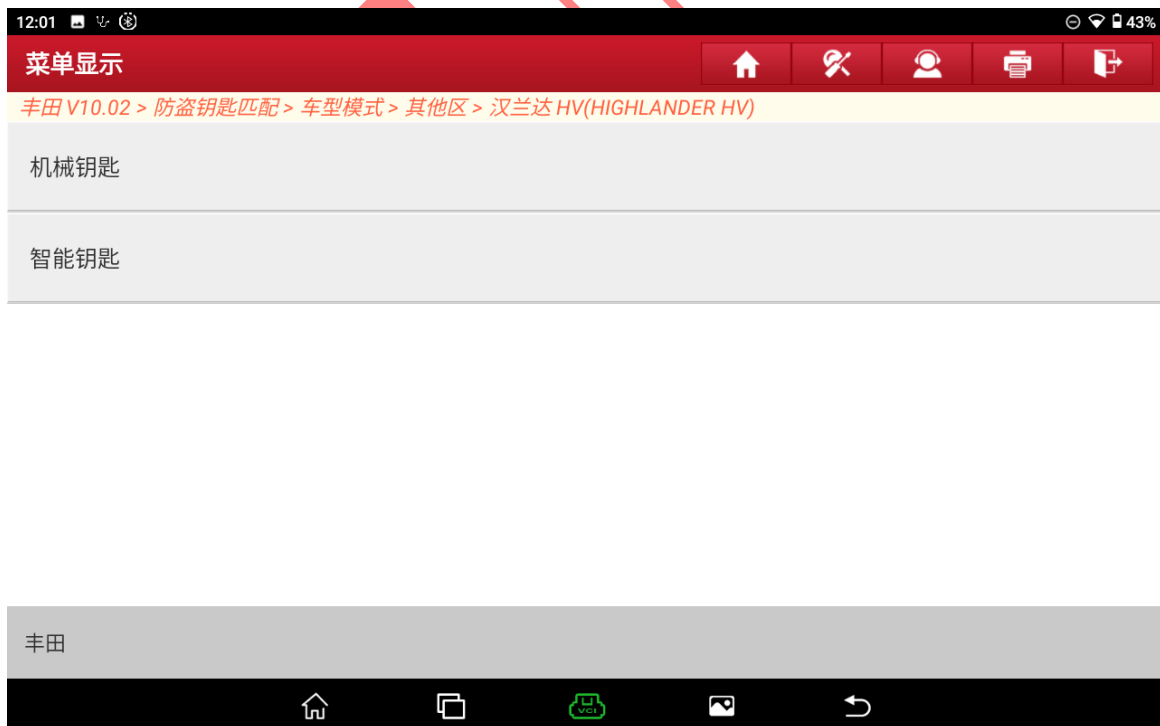 12:01 43%
菜单显示
丰田 V10.02 > 防盗钥匙匹配 > 车型模式 > 其他区 > 汉兰达 HV(HIGHLANDER HV)
机械钥匙
智能钥匙
丰田
VCI